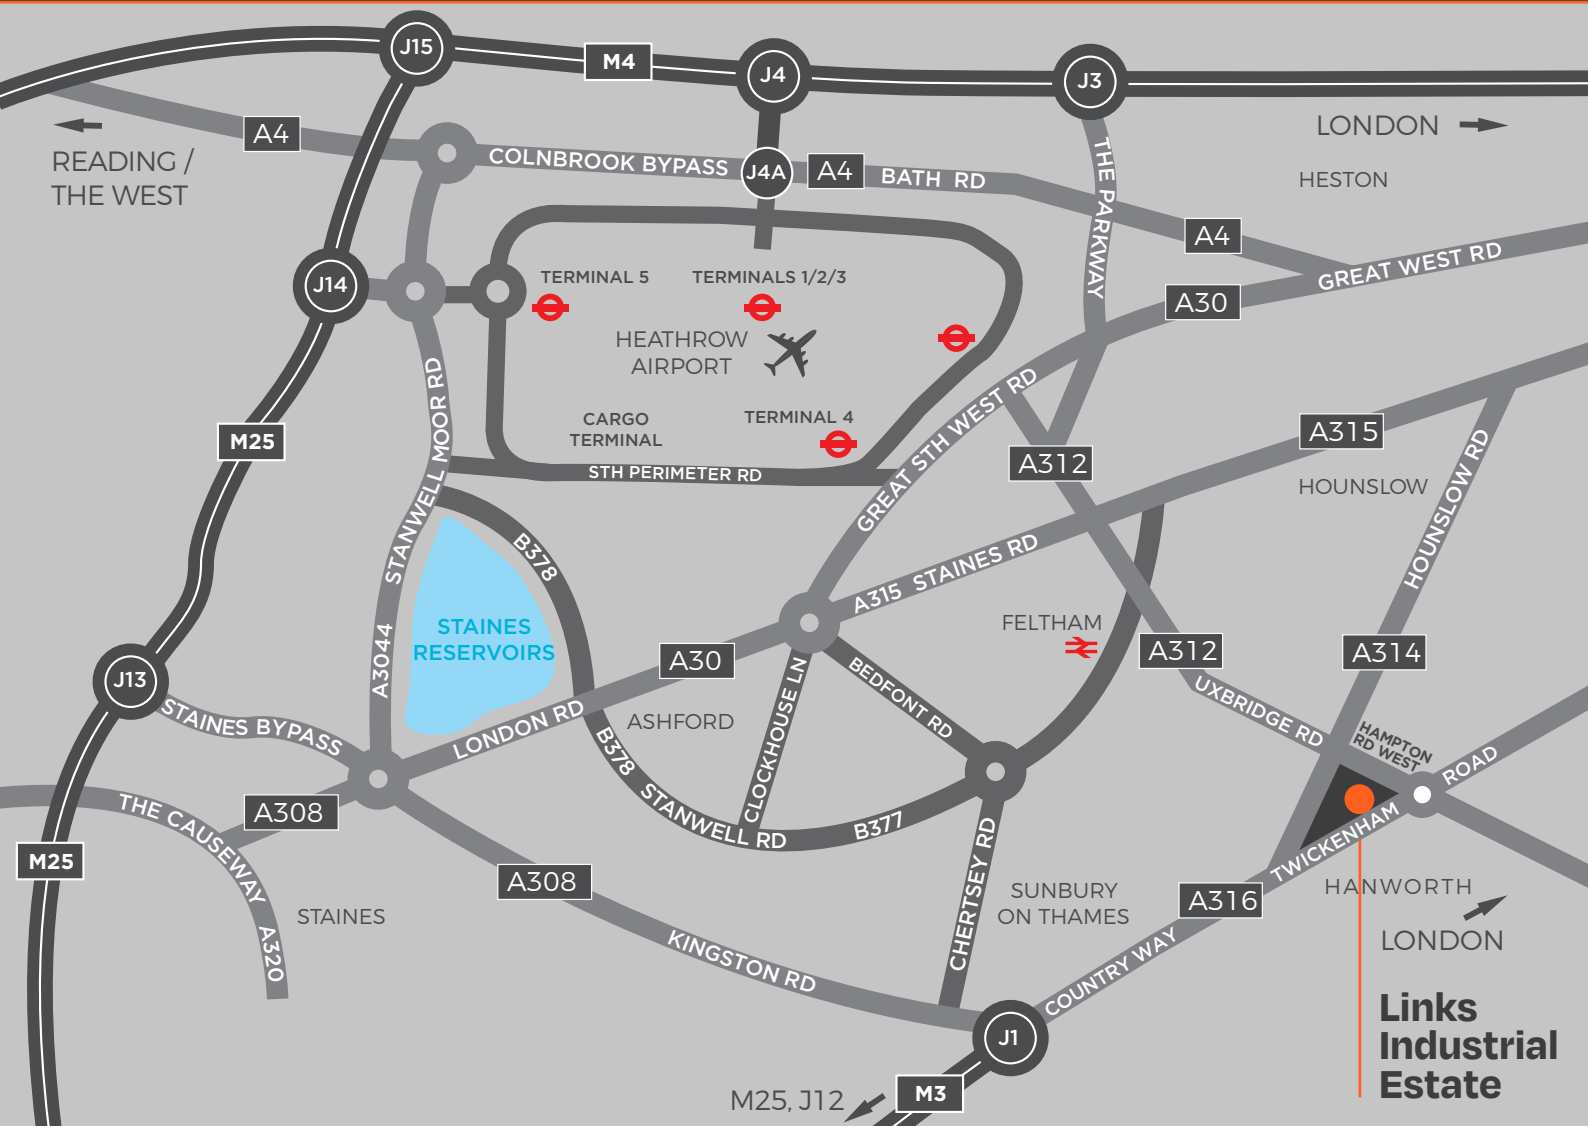 J15
M4
J4
J3
A4
READING /
THE WEST
COLNBROOK BYPASS
J4A
A4
BATH RD
THE PARKWAY
LONDON
HESTON
A4
GREAT WEST RD
A30
J14
TERMINAL 5
TERMINALS 1/2/3
HEATHROW
AIRPORT
CARGO
TERMINAL
TERMINAL 4
STH PERIMETER RD
GREAT STH WEST RD
M25
STANWELL MOOR RD
A3044
B378
STAINES
RESERVOIRS
A312
A315
HOUNSLOW
HOUNSLOW RD
A315 STAINES RD
FELTHAM
A312
A314
UXBRIDGE RD
HAMPTON
RD WEST
J13
STAINES BYPASS
LONDON RD
A30
ASHFORD
CLOCKHOUSE LN
BEDFONT RD
B378
STANWELL RD
B377
THE CAUSEWAY
A308
M25
A320
STAINES
A308
KINGSTON RD
CHERTSEY RD
SUNBURY
ON THAMES
COUNTRY WAY
A316
TWICKENHAM
ROAD
HANWORTH
LONDON
J1
M3
M25, J12
Links
Industrial
Estate